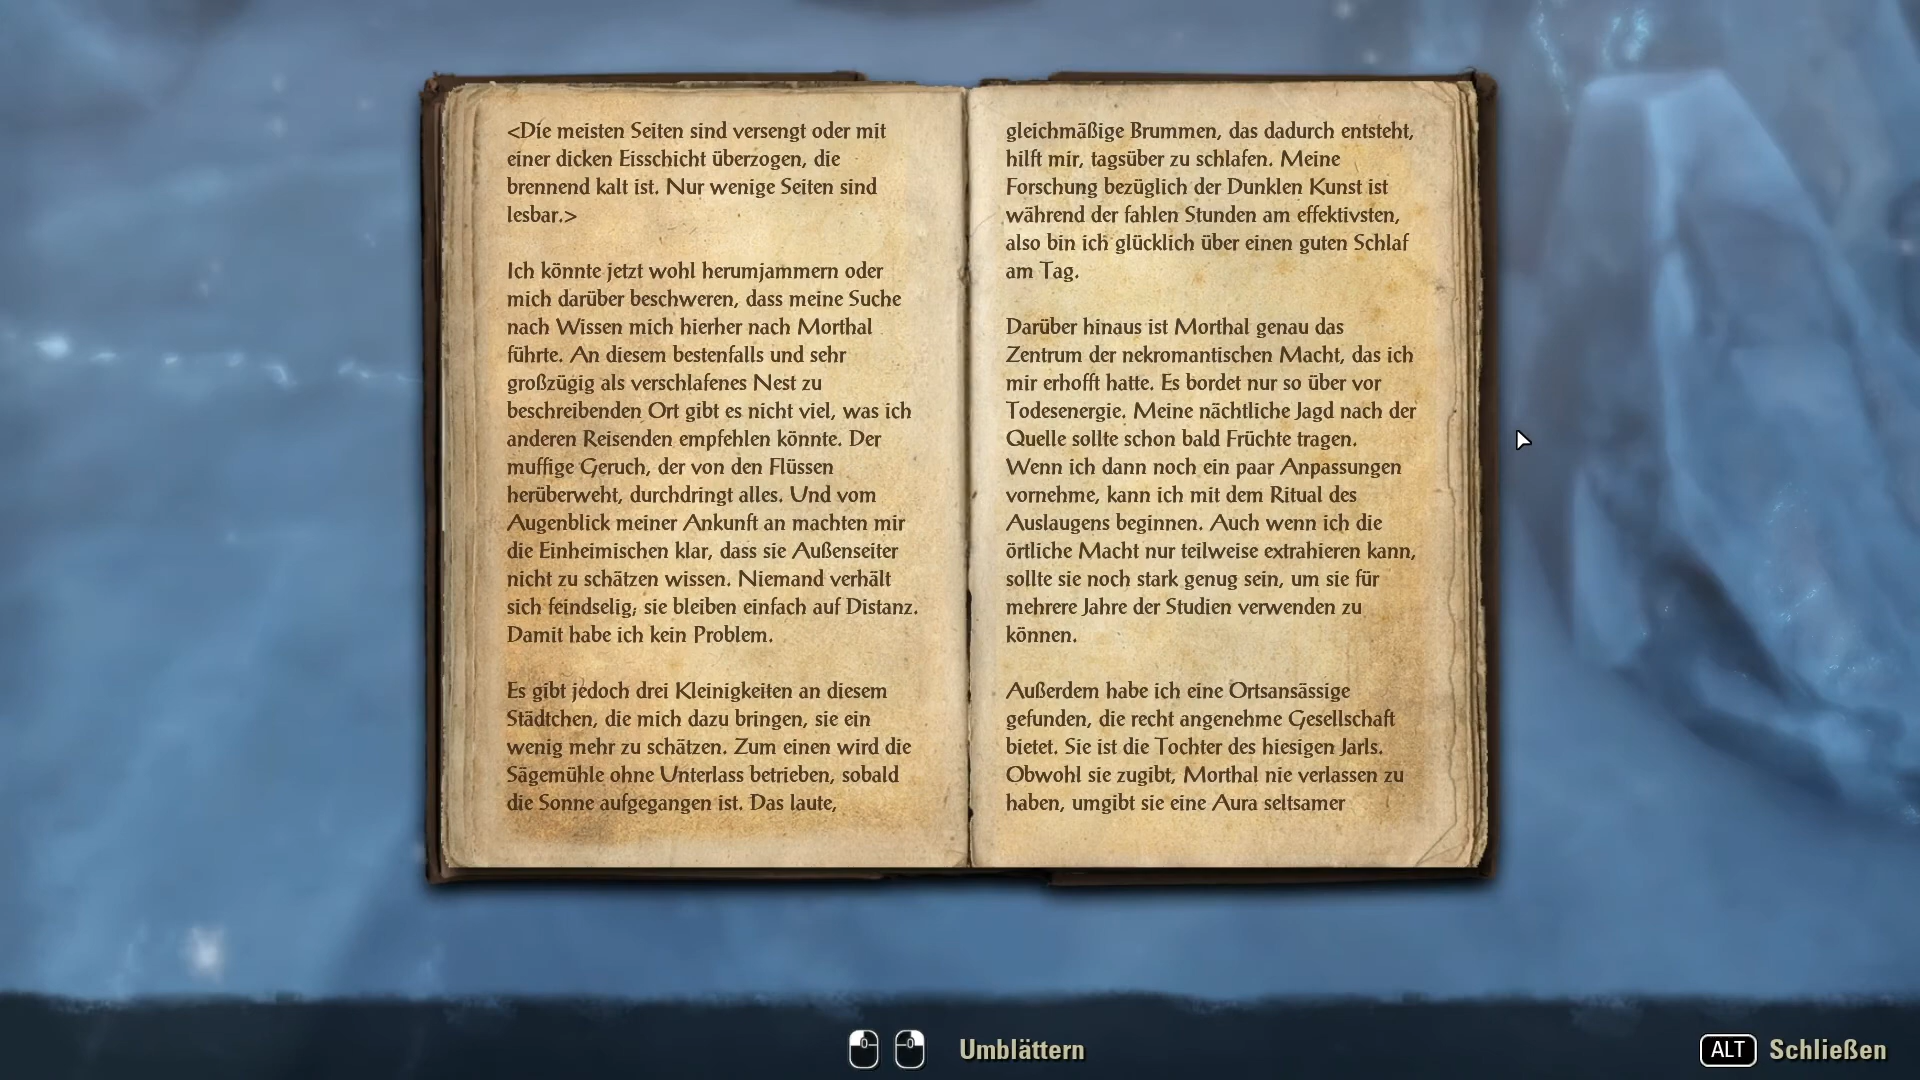 <Die meisten Seiten sind versengt oder mit
einer dicken Eisschicht überzogen, die
brennend kalt ist. Nur wenige Seiten sind
lesbar.>
Ich könnte jetzt wohl herumjammern oder
mich darüber beschweren, dass meine Suche
nach Wissen mich hierher nach Morthal
führte. An diesem bestenfalls und sehr
großzügig als verschlafenes Nest zu
beschreibenden Ort gibt es nicht viel, was ich
anderen Reisenden empfehlen könnte. Der
muffige Geruch, der von den Flüssen
herüberweht, durchdringt alles. Und vom
Augenblick meiner Ankunft an machten mir
die Einheimischen klar, dass sie Außenseiter
nicht zu schätzen wissen. Niemand verhält
sich feindselig; sie bleiben einfach auf Distanz.
Damit habe ich kein Problem.
Es gibt jedoch drei Kleinigkeiten an diesem
Städtchen, die mich dazu bringen, sie ein
wenig mehr zu schätzen. Zum einen wird die
Sägemühle ohne Unterlass betrieben, sobald
die Sonne aufgegangen ist. Das laute,
gleichmäßige Brummen, das dadurch entsteht,
hilft mir, tagsüber zu schlafen. Meine
Forschung bezüglich der Dunklen Kunst ist
während der fahlen Stunden am effektivsten,
also bin ich glücklich über einen guten Schlaf
am Tag.
Darüber hinaus ist Morthal genau das
Zentrum der nekromantischen Macht, das ich
mir erhofft hatte. Es bordet nur so über vor
Todesenergie. Meine nächtliche Jagd nach der
Quelle sollte schon bald Früchte tragen.
Wenn ich dann noch ein paar Anpassungen
vornehme, kann ich mit dem Ritual des
Auslaugens beginnen. Auch wenn ich die
örtliche Macht nur teilweise extrahieren kann,
sollte sie noch stark genug sein, um sie für
mehrere Jahre der Studien verwenden zu
können.
Außerdem habe ich eine Ortsansässige
gefunden, die recht angenehme Gesellschaft
bietet. Sie ist die Tochter des hiesigen Jarls.
Obwohl sie zugibt, Morthal nie verlassen zu
haben, umgibt sie eine Aura seltsamer
Umblättern
ALT Schließen